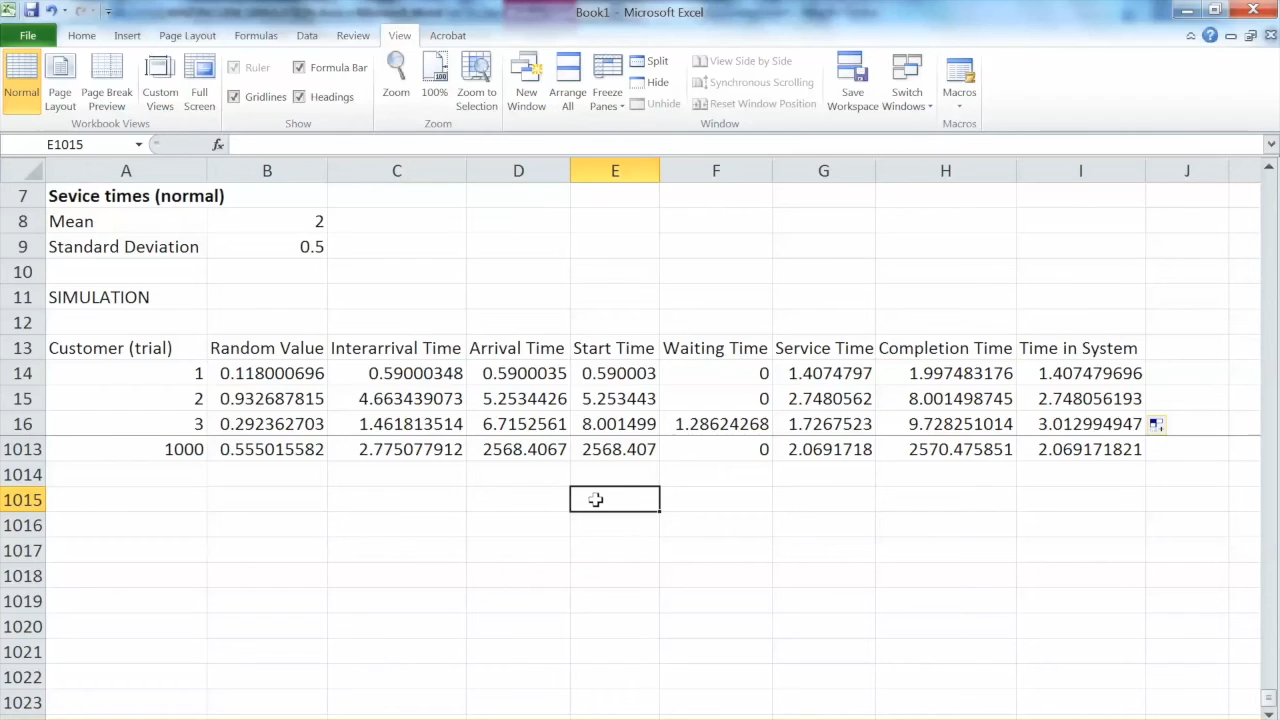 Book1 - Microsoft Excel
File Home Insert Page Layout Formulas Data Review View Acrobat
Normal Page Layout Page Break Preview Custom Views Full Screen Ruler Formula Bar Gridlines Headings Zoom 100% Zoom to Selection New Window Arrange All Freeze Panes Split Hide Unhide View Side by Side Synchronous Scrolling Reset Window Position Save Workspace Switch Windows Macros
Workbook Views Show Zoom Window Macros
E1015 fx
A B C D E F G H I J
7 Sevice times (normal)
8 Mean 2
9 Standard Deviation 0.5
10
11 SIMULATION
12
13 Customer (trial) Random Value Interarrival Time Arrival Time Start Time Waiting Time Service Time Completion Time Time in System
14 1 0.118000696 0.59000348 0.5900035 0.590003 0 1.4074797 1.997483176 1.407479696
15 2 0.932687815 4.663439073 5.2534426 5.253443 0 2.7480562 8.001498745 2.748056193
16 3 0.292362703 1.461813514 6.7152561 8.001499 1.28624268 1.7267523 9.728251014 3.012994947
1013 1000 0.555015582 2.775077912 2568.4067 2568.407 0 2.0691718 2570.475851 2.069171821
1014
1015
1016
1017
1018
1019
1020
1021
1022
1023